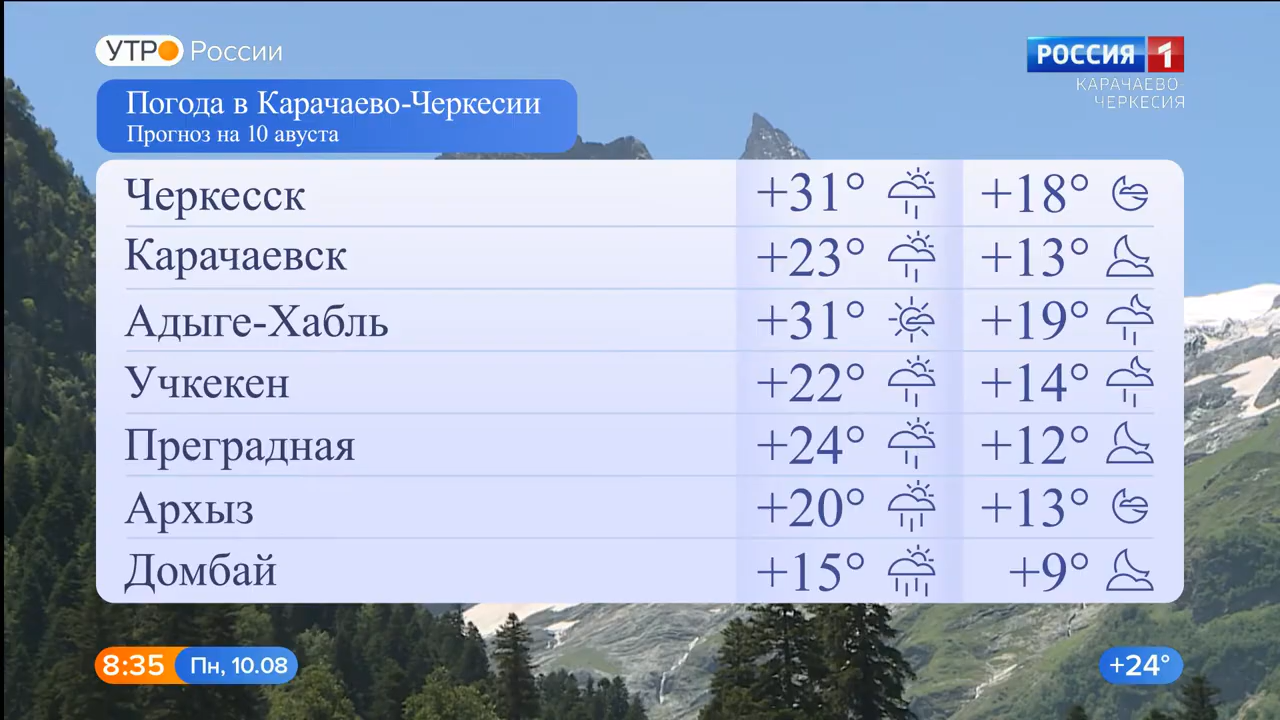 УТРО России
РОССИЯ 1
КАРАЧАЕВО-
ЧЕРКЕСИЯ
Погода в Карачаево-Черкесии
Прогноз на 10 авуста
Черкесск +31° +18°
Карачаевск +23° +13°
Адыге-Хабль +31° +19°
Учкекен +22° +14°
Преградная +24° +12°
Архыз +20° +13°
Домбай +15° +9°
8:35 Пн, 10.08 +24°